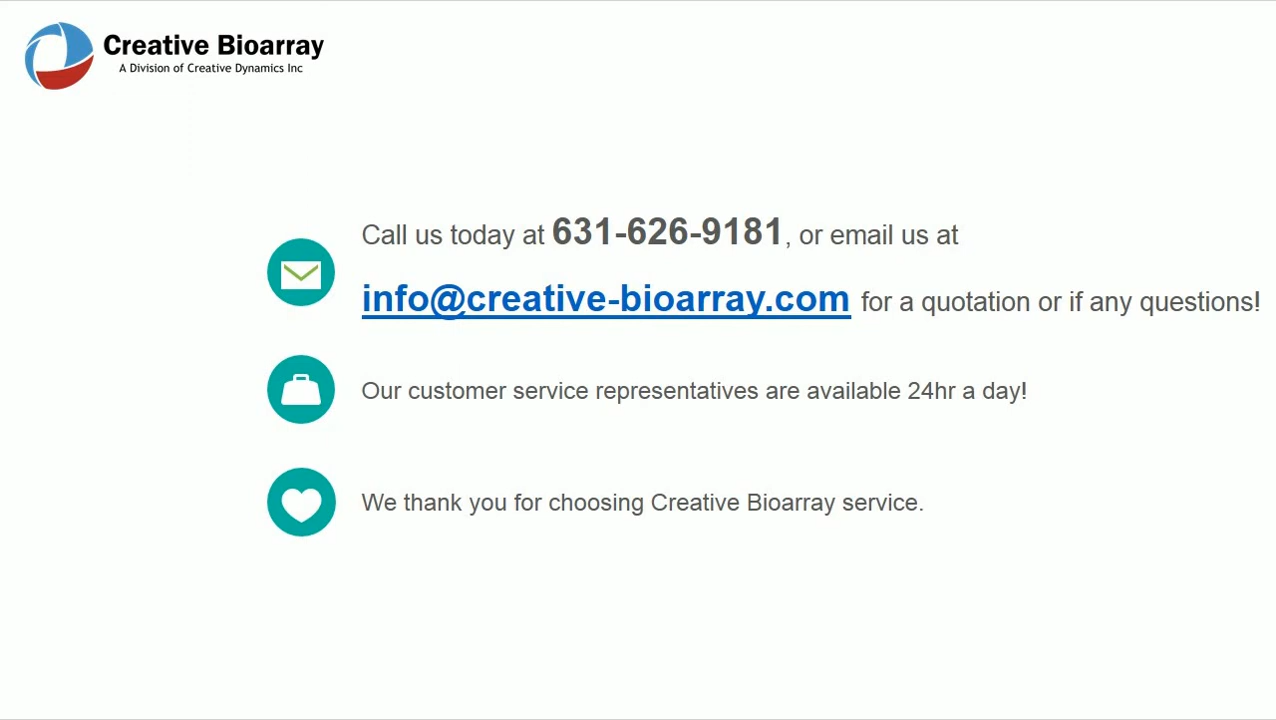 Creative Bioarray
A Division of Creative Dynamics Inc
Call us today at 631-626-9181, or email us at
info@creative-bioarray.com for a quotation or if any questions!
Our customer service representatives are available 24hr a day!
We thank you for choosing Creative Bioarray service.